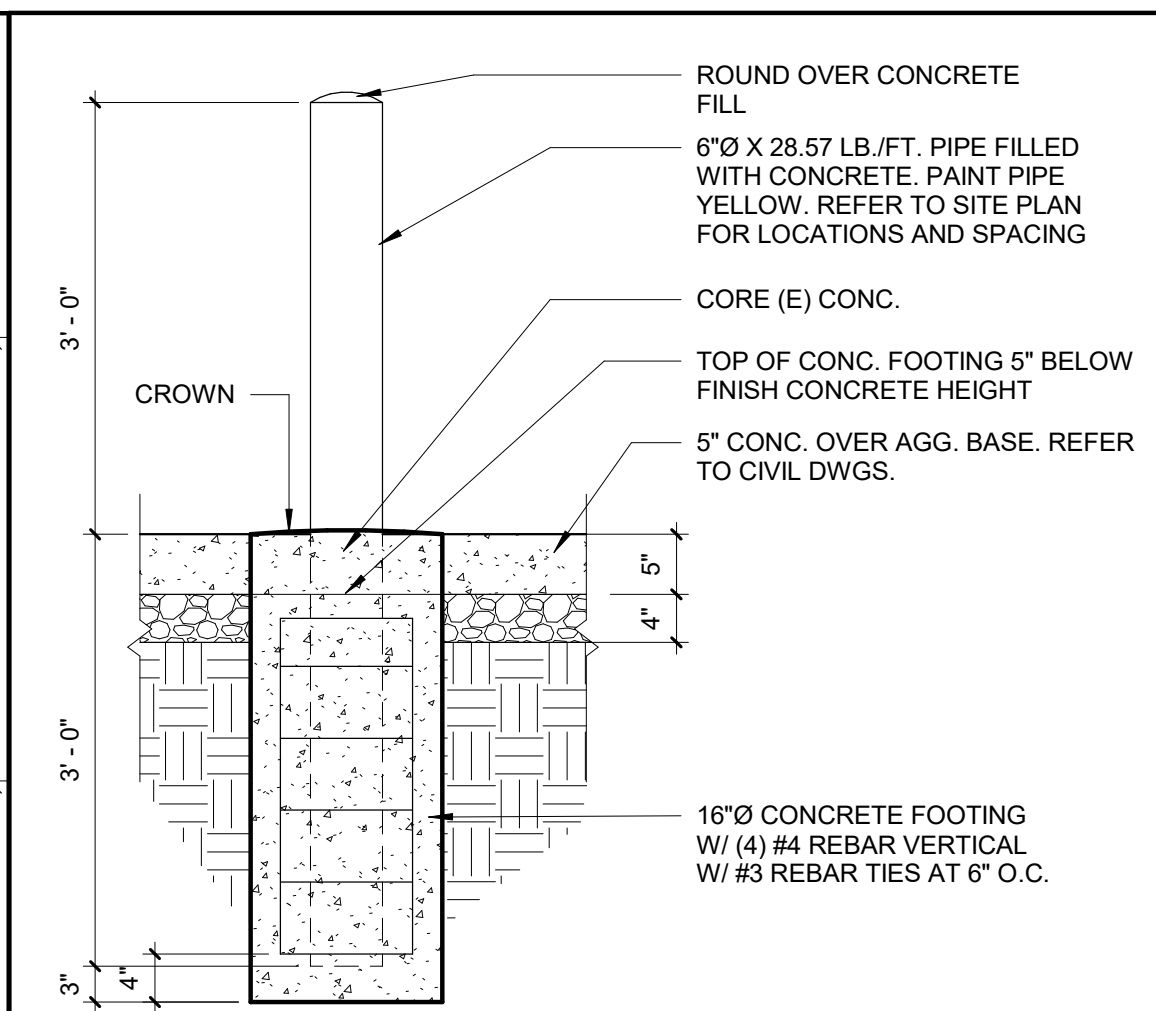 ROUND OVER CONCRETE
FILL
6"Ø X 28.57 LB./FT. PIPE FILLED
WITH CONCRETE. PAINT PIPE
YELLOW. REFER TO SITE PLAN
FOR LOCATIONS AND SPACING
3' - 0"
CORE (E) CONC.
TOP OF CONC. FOOTING 5" BELOW
FINISH CONCRETE HEIGHT
CROWN
5" CONC. OVER AGG. BASE. REFER
TO CIVIL DWGS.
5"
4"
3' - 0"
16"Ø CONCRETE FOOTING
W/ (4) #4 REBAR VERTICAL
W/ #3 REBAR TIES AT 6" O.C.
3"
4"